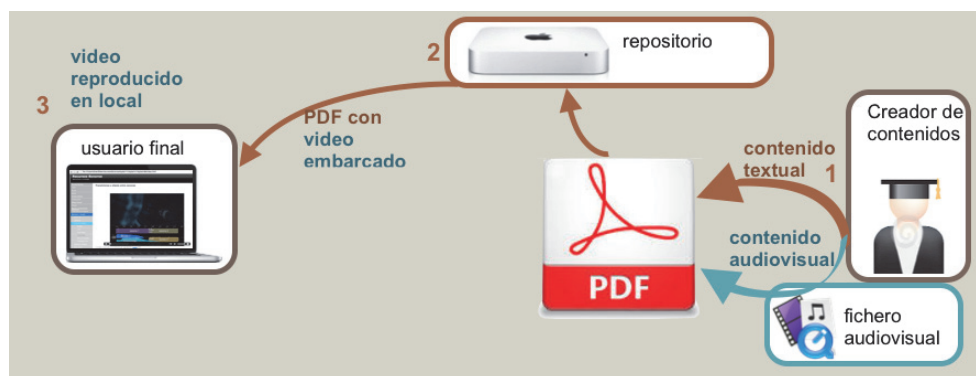 video
reproducido
en local
3
usuario final
2
repositorio
PDF con
video
embarcado
Creador de
contenidos
contenido
textual
1
contenido
audiovisual
PDF
fichero
audiovisual